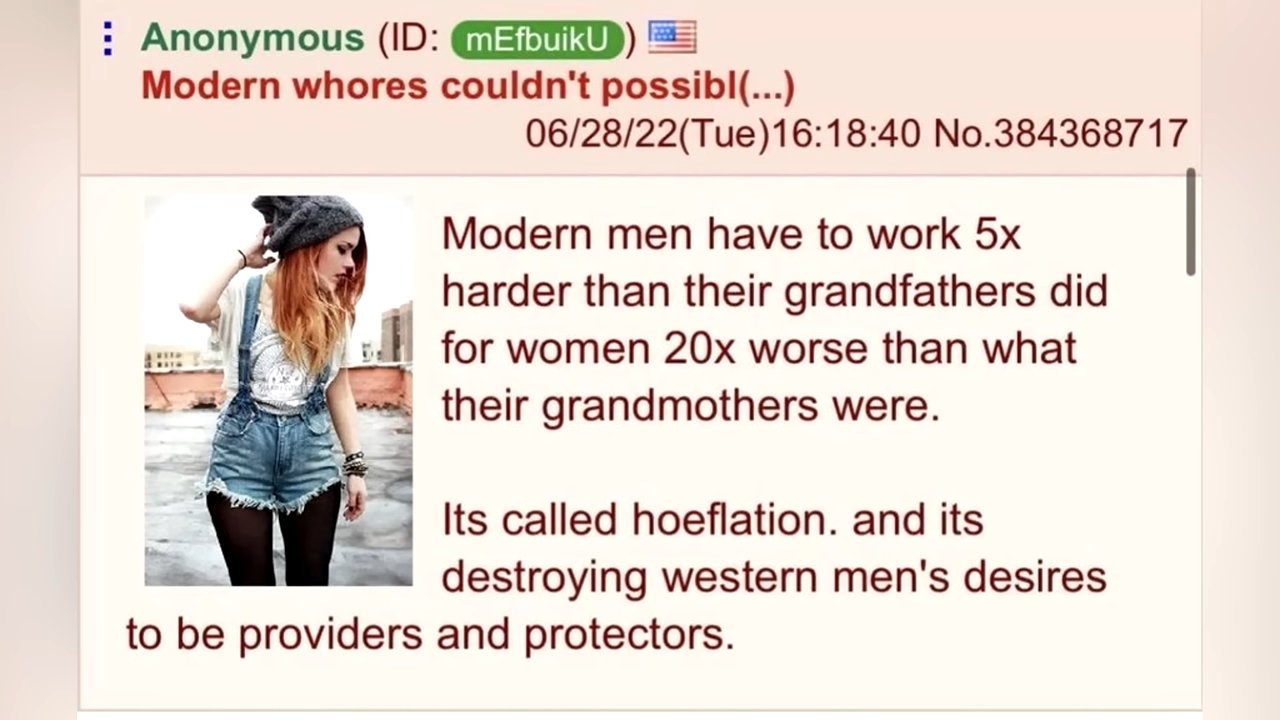 Anonymous (ID: mEfbuikU)
Modern whores couldn't possibl(...)
06/28/22(Tue)16:18:40 No.384368717
Modern men have to work 5x
harder than their grandfathers did
for women 20x worse than what
their grandmothers were.
Its called hoeflation. and its
destroying western men's desires
to be providers and protectors.